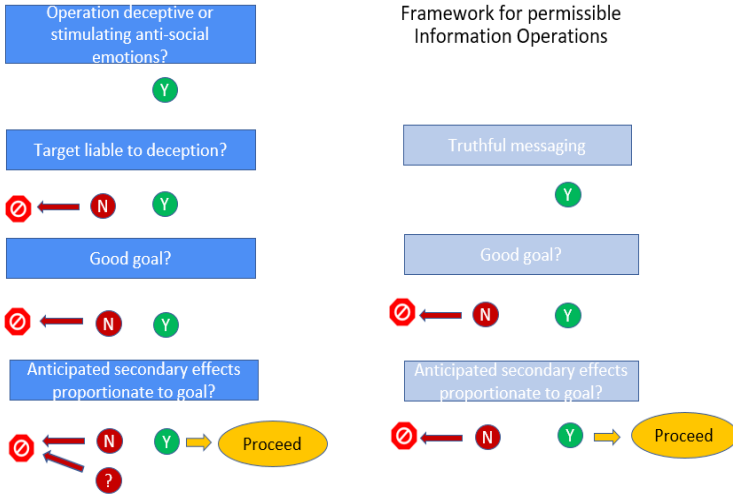 Operation deceptive or
stimulating anti-social
emotions?
Y
Target liable to deception?
N
Y
Good goal?
N
Y
Anticipated secondary effects
proportionate to goal?
N
Y
Proceed
?
Framework for permissible
Information Operations
Truthful messaging
Y
Good goal?
N
Y
Anticipated secondary effects
proportionate to goal?
N
Y
Proceed